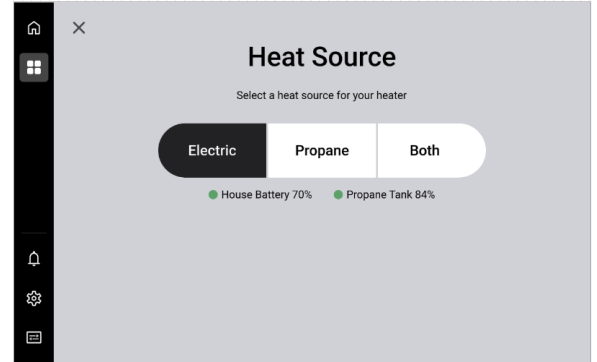 Heat Source
Select a heat source for your heater
Electric Propane Both
House Battery 70% Propane Tank 84%